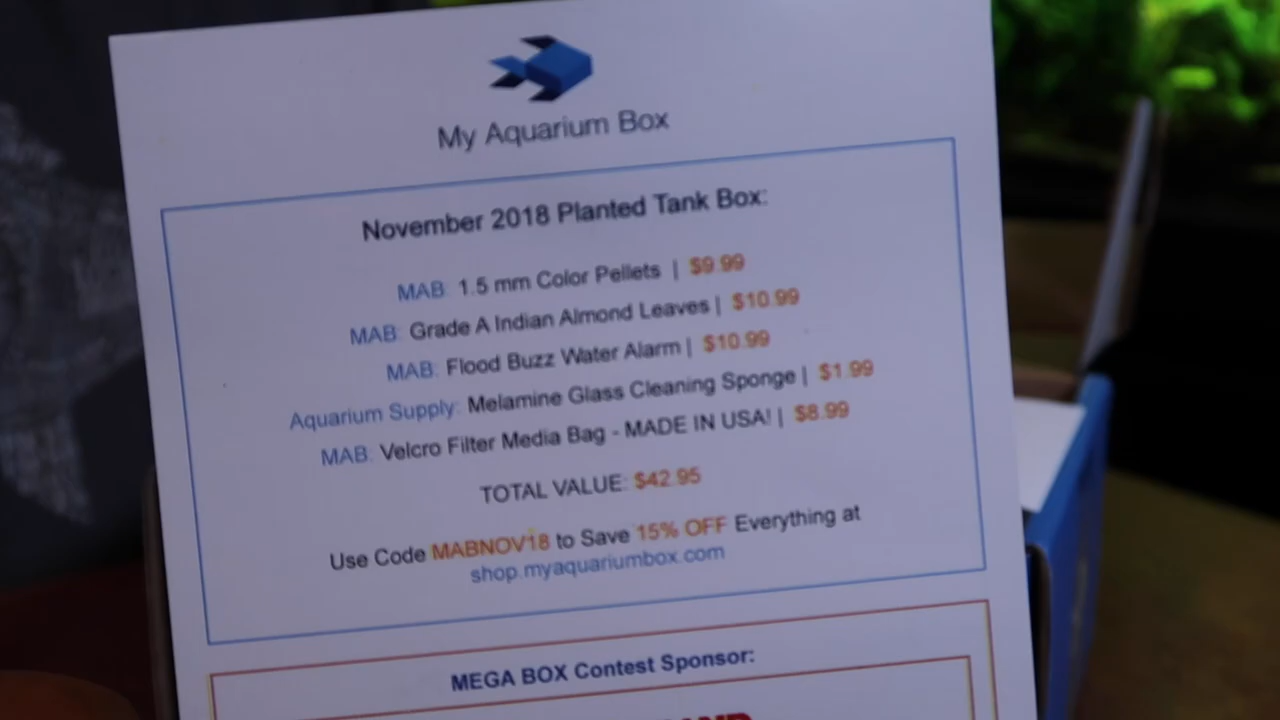 My Aquarium Box
November 2018 Planted Tank Box:
MAB: 1.5 mm Color Pellets | $9.99
MAB: Grade A Indian Almond Leaves | $10.99
MAB: Flood Buzz Water Alarm | $10.99
Aquarium Supply: Melamine Glass Cleaning Sponge | $1.99
MAB: Velcro Filter Media Bag - MADE IN USA! | $8.99
TOTAL VALUE: $42.95
Use Code MABNOV18 to Save 15% OFF Everything at
shop.myaquariumbox.com
MEGA BOX Contest Sponsor: